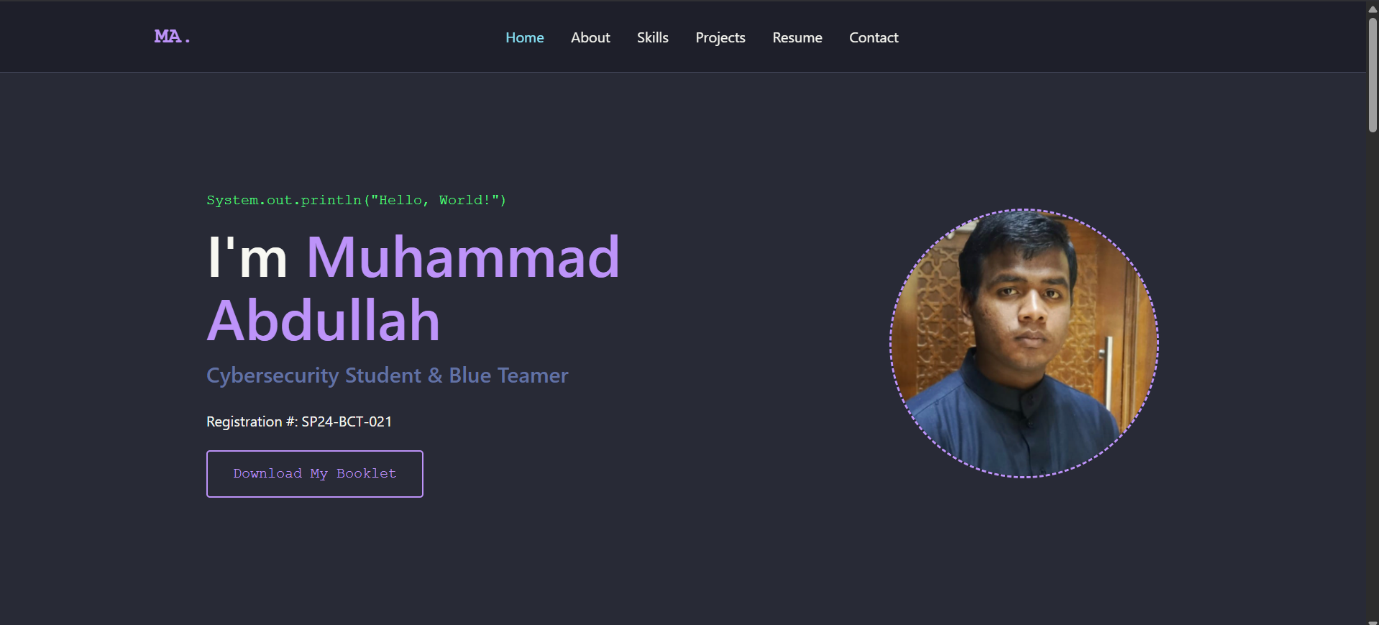 MA.
Home About Skills Projects Resume Contact
System.out.println("Hello, World!")
I'm Muhammad
Abdullah
Cybersecurity Student & Blue Teamer
Registration #: SP24-BCT-021
Download My Booklet